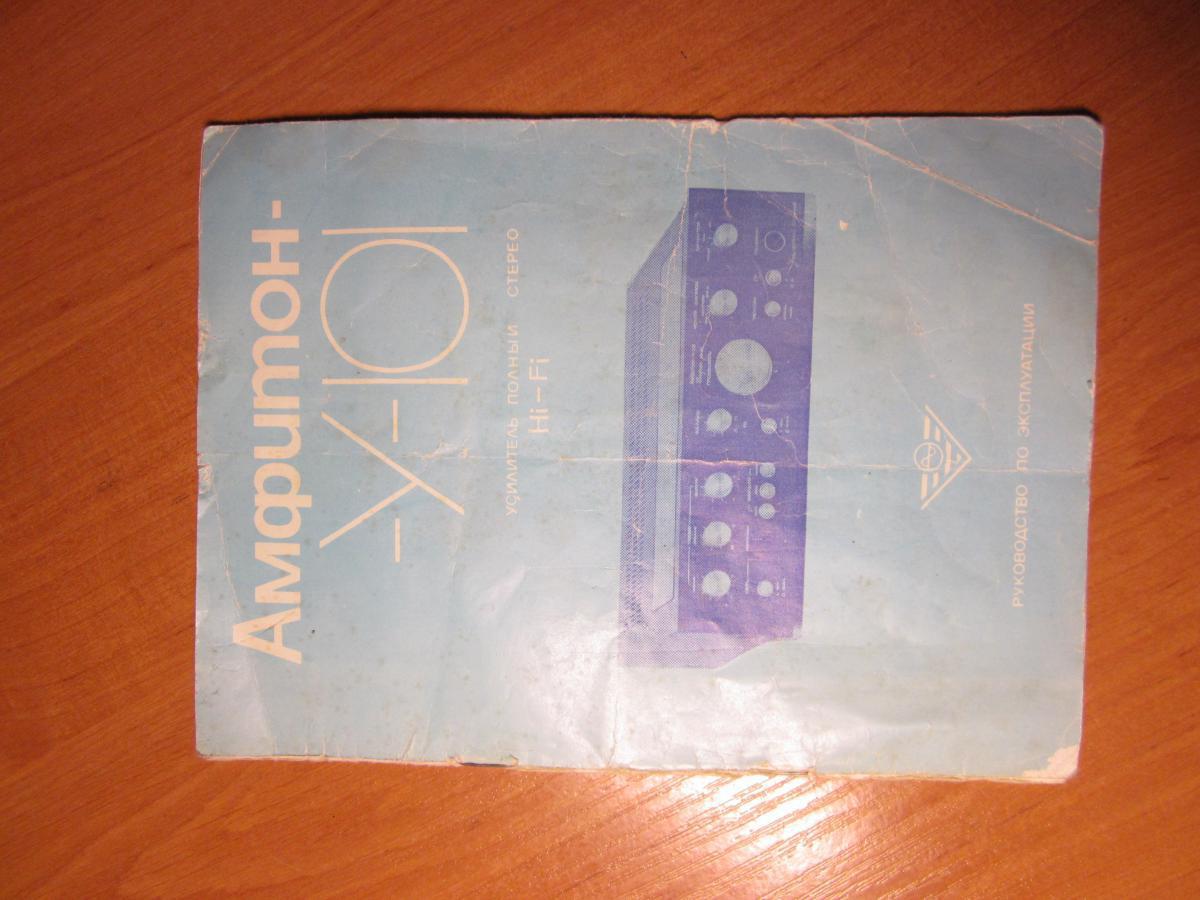 Амфитон-
-У-101
УСИЛИТЕЛЬ ПОЛНЫЙ СТЕРЕО
Hi-Fi
РУКОВОДСТВО ПО ЭКСПЛУАТАЦИИ